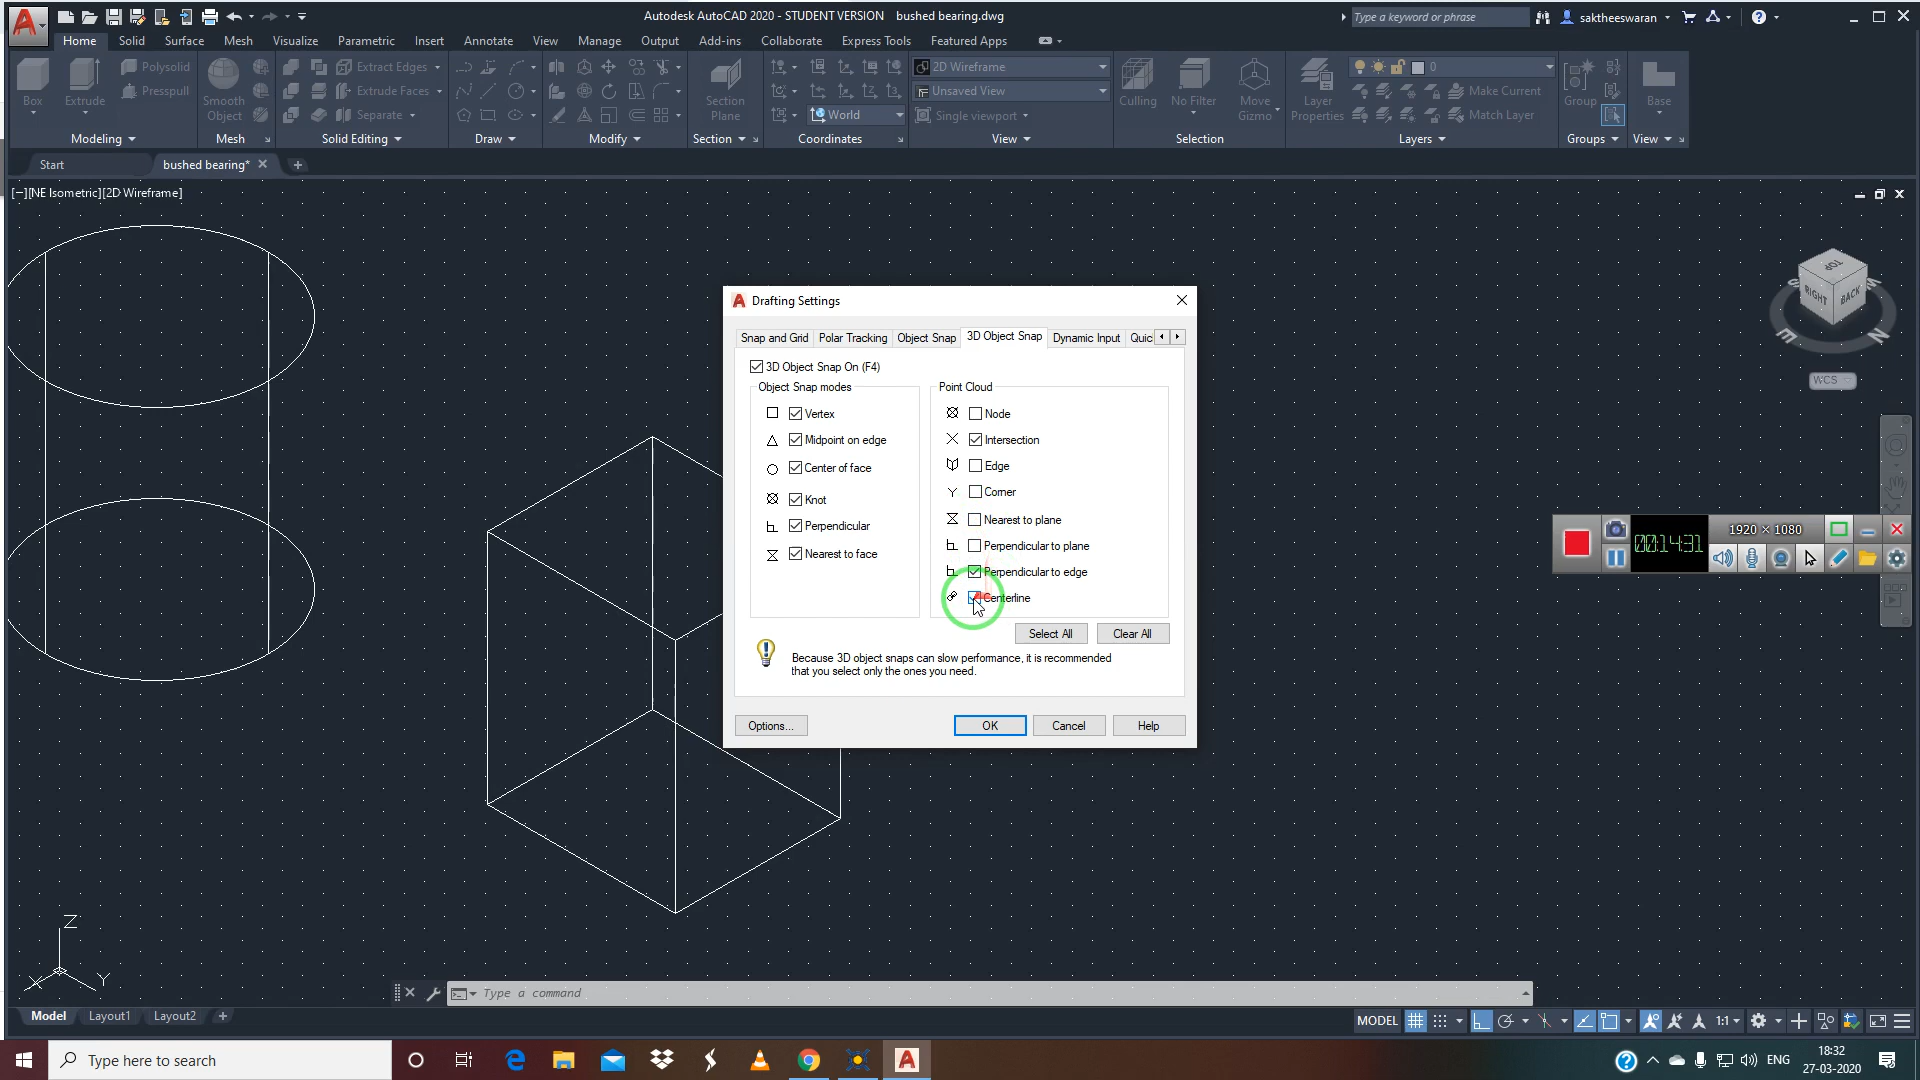 Autodesk AutoCAD 2020 - STUDENT VERSION bushed bearing.dwg
Type a keyword or phrase
saktheeswaran
Home Solid Surface Mesh Visualize Parametric Insert Annotate View Manage Output Add-ins Collaborate Express Tools Featured Apps
Polysolid
Extract Edges
2D Wireframe
0
Presspull
Extrude Faces
Unsaved View
Make Current
Box
Extrude
Smooth Object
Separate
Section Plane
World
Single viewport
Culling
No Filter
Move Gizmo
Layer Properties
Match Layer
Group
Base
Modeling
Mesh
Solid Editing
Draw
Modify
Section
Coordinates
View
Selection
Layers
Groups
View
Start
bushed bearing*
[−][NE Isometric][2D Wireframe]
TOP
RIGHT
BACK
N
E
WCS
Drafting Settings
Snap and Grid Polar Tracking Object Snap 3D Object Snap Dynamic Input Quic
3D Object Snap On (F4)
Object Snap modes
Point Cloud
Vertex
Node
Midpoint on edge
Intersection
Center of face
Edge
Corner
Knot
Nearest to plane
Perpendicular
Perpendicular to plane
Nearest to face
Perpendicular to edge
Centerline
Select All
Clear All
Because 3D object snaps can slow performance, it is recommended
that you select only the ones you need.
Options...
OK
Cancel
Help
1920 × 1080
00:14:31
Z
X
Y
Type a command
Model Layout1 Layout2
MODEL
1:1
Type here to search
ENG
18:32
27-03-2020